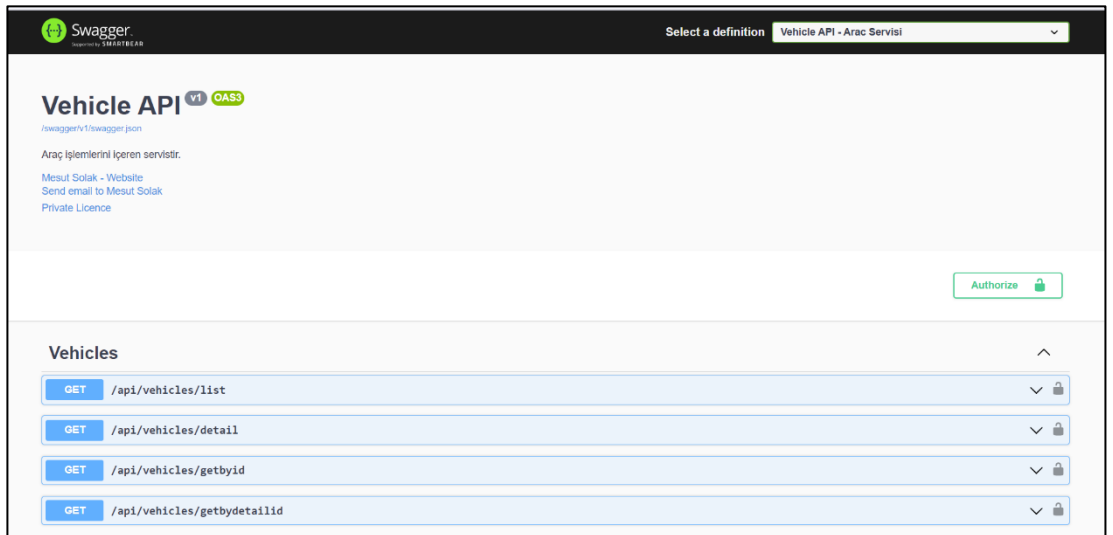 Swagger.
Supported by SMARTBEAR
Select a definition
Vehicle API - Arac Servisi
Vehicle API v1 OAS3
/swagger/v1/swagger.json
Araç işlemlerini içeren servistir.
Mesut Solak - Website
Send email to Mesut Solak
Private Licence
Authorize
Vehicles
GET /api/vehicles/list
GET /api/vehicles/detail
GET /api/vehicles/getbyid
GET /api/vehicles/getbydetailid